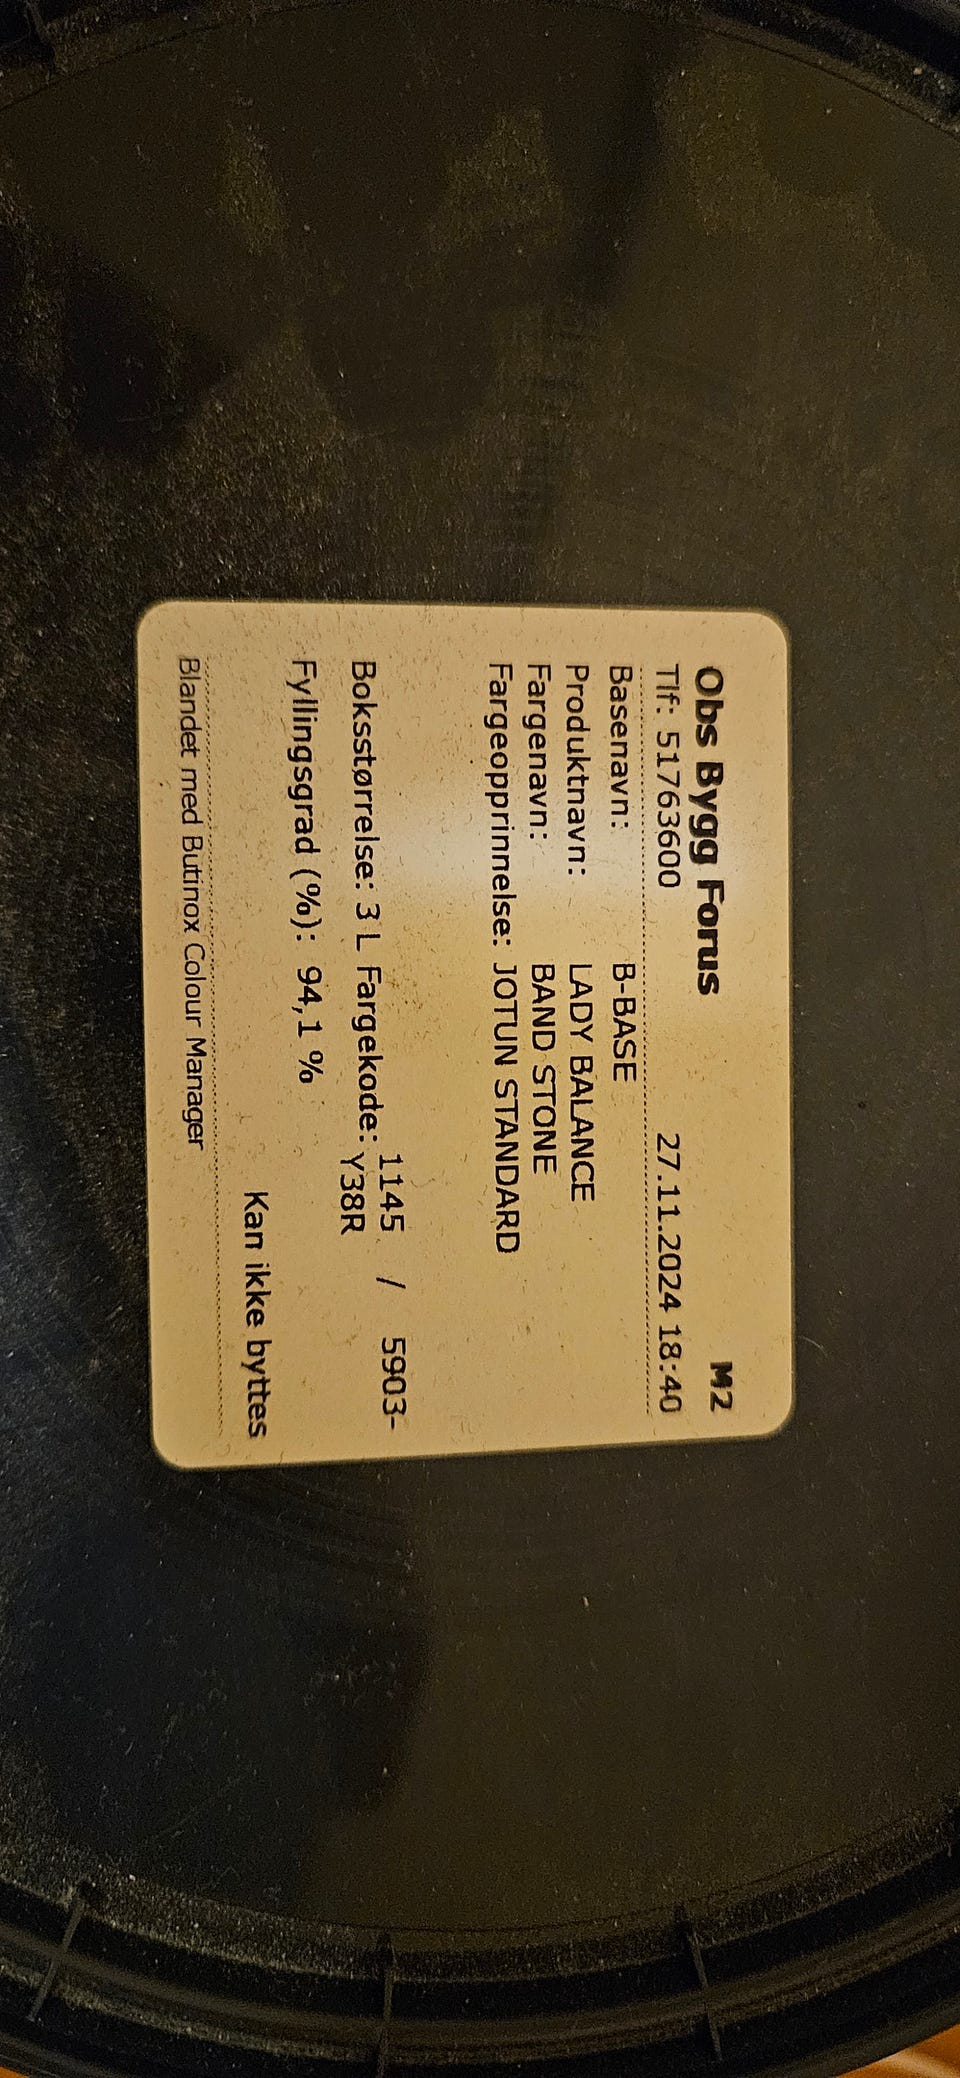 M2
Obs Bygg Forus
Tlf: 51763600 27.11.2024 18:40
Basenavn: B-BASE
Produktnavn: LADY BALANCE
Fargenavn: BAND STONE
Fargeopprinnelse: JOTUN STANDARD
1145 / 5903-
Boksstørrelse: 3 L Fargekode: Y38R
Fyllingsgrad (%): 94,1 %
Kan ikke byttes
Blandet med Butinox Colour Manager